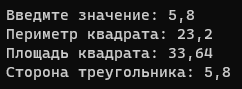 Введмте значение: 5,8
Периметр квадрата: 23,2
Площадь квадрата: 33,64
Сторона треугольника: 5,8